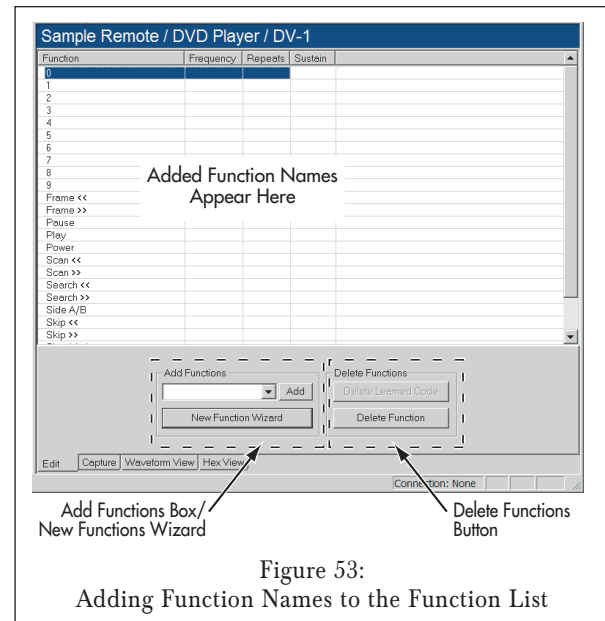 Sample Remote / DVD Player / DV-1
Function Frequency Repeats Sustain
0
1
2
3
4
5
6
7
8
9
Frame <<
Frame >>
Pause
Play
Power
Scan <<
Scan >>
Search <<
Search >>
Side A/B
Skip <<
Skip >>
Added Function Names
Appear Here
Add Functions
Add
New Function Wizard
Delete Functions
Delete Learned Code
Delete Function
Edit Capture Waveform View Hex View
Connection: None
Add Functions Box/
New Functions Wizard
Delete Functions
Button
Figure 53:
Adding Function Names to the Function List